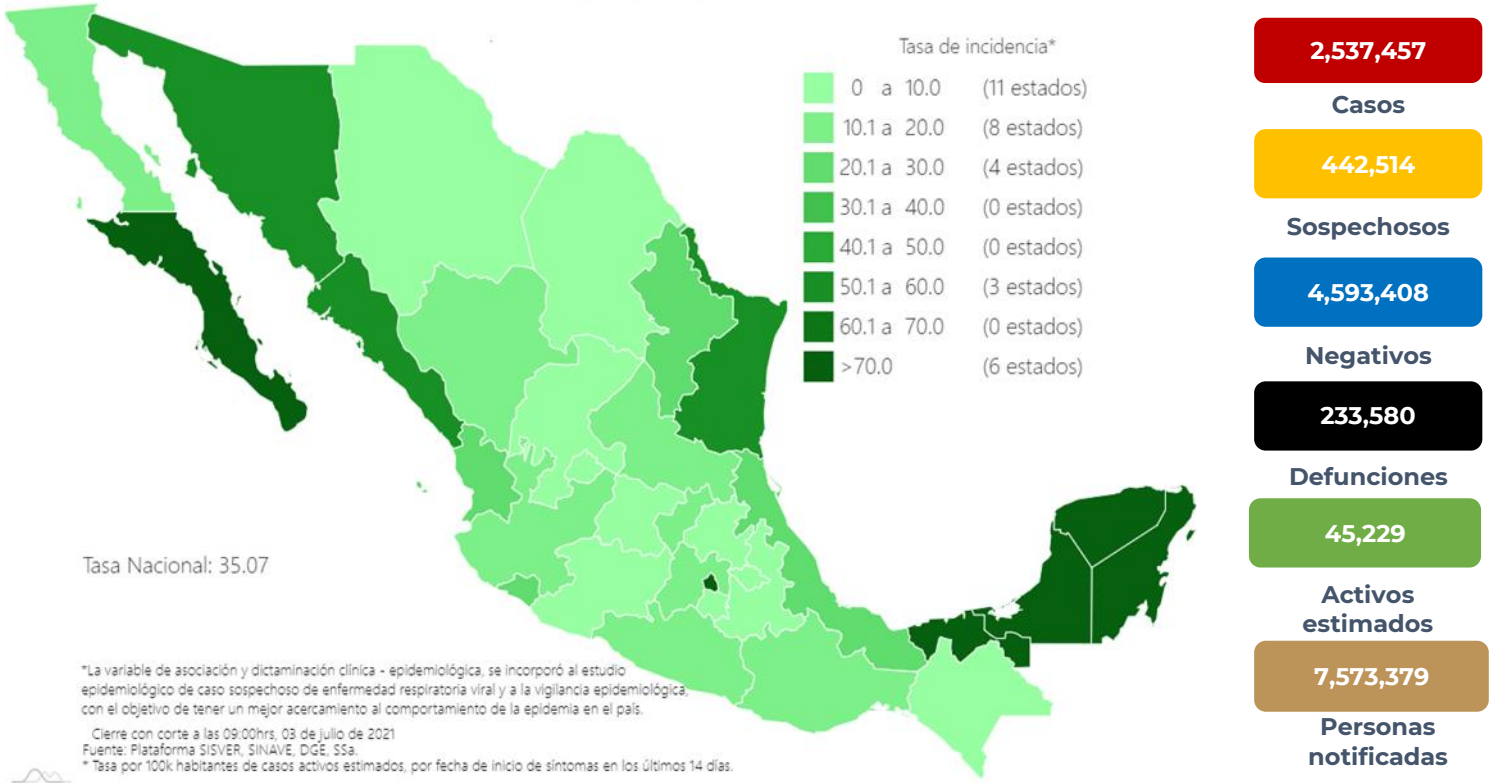 Tasa de incidencia*
0 a 10.0 (11 estados)
10.1 a 20.0 (8 estados)
20.1 a 30.0 (4 estados)
30.1 a 40.0 (0 estados)
40.1 a 50.0 (0 estados)
50.1 a 60.0 (3 estados)
60.1 a 70.0 (0 estados)
>70.0 (6 estados)
Tasa Nacional: 35.07
*La variable de asociación y dictaminación clínica - epidemiológica, se incorporó al estudio
epidemiológico de caso sospechoso de enfermedad respiratoria viral y a la vigilancia epidemiológica,
con el objetivo de tener un mejor acercamiento al comportamiento de la epidemia en el país.
Cierre con corte a las 09:00hrs, 03 de julio de 2021
Fuente: Plataforma SISVER, SINAVE, DGE, SSa.
* Tasa por 100k habitantes de casos activos estimados, por fecha de inicio de síntomas en los últimos 14 días.
2,537,457
Casos
442,514
Sospechosos
4,593,408
Negativos
233,580
Defunciones
45,229
Activos
estimados
7,573,379
Personas
notificadas